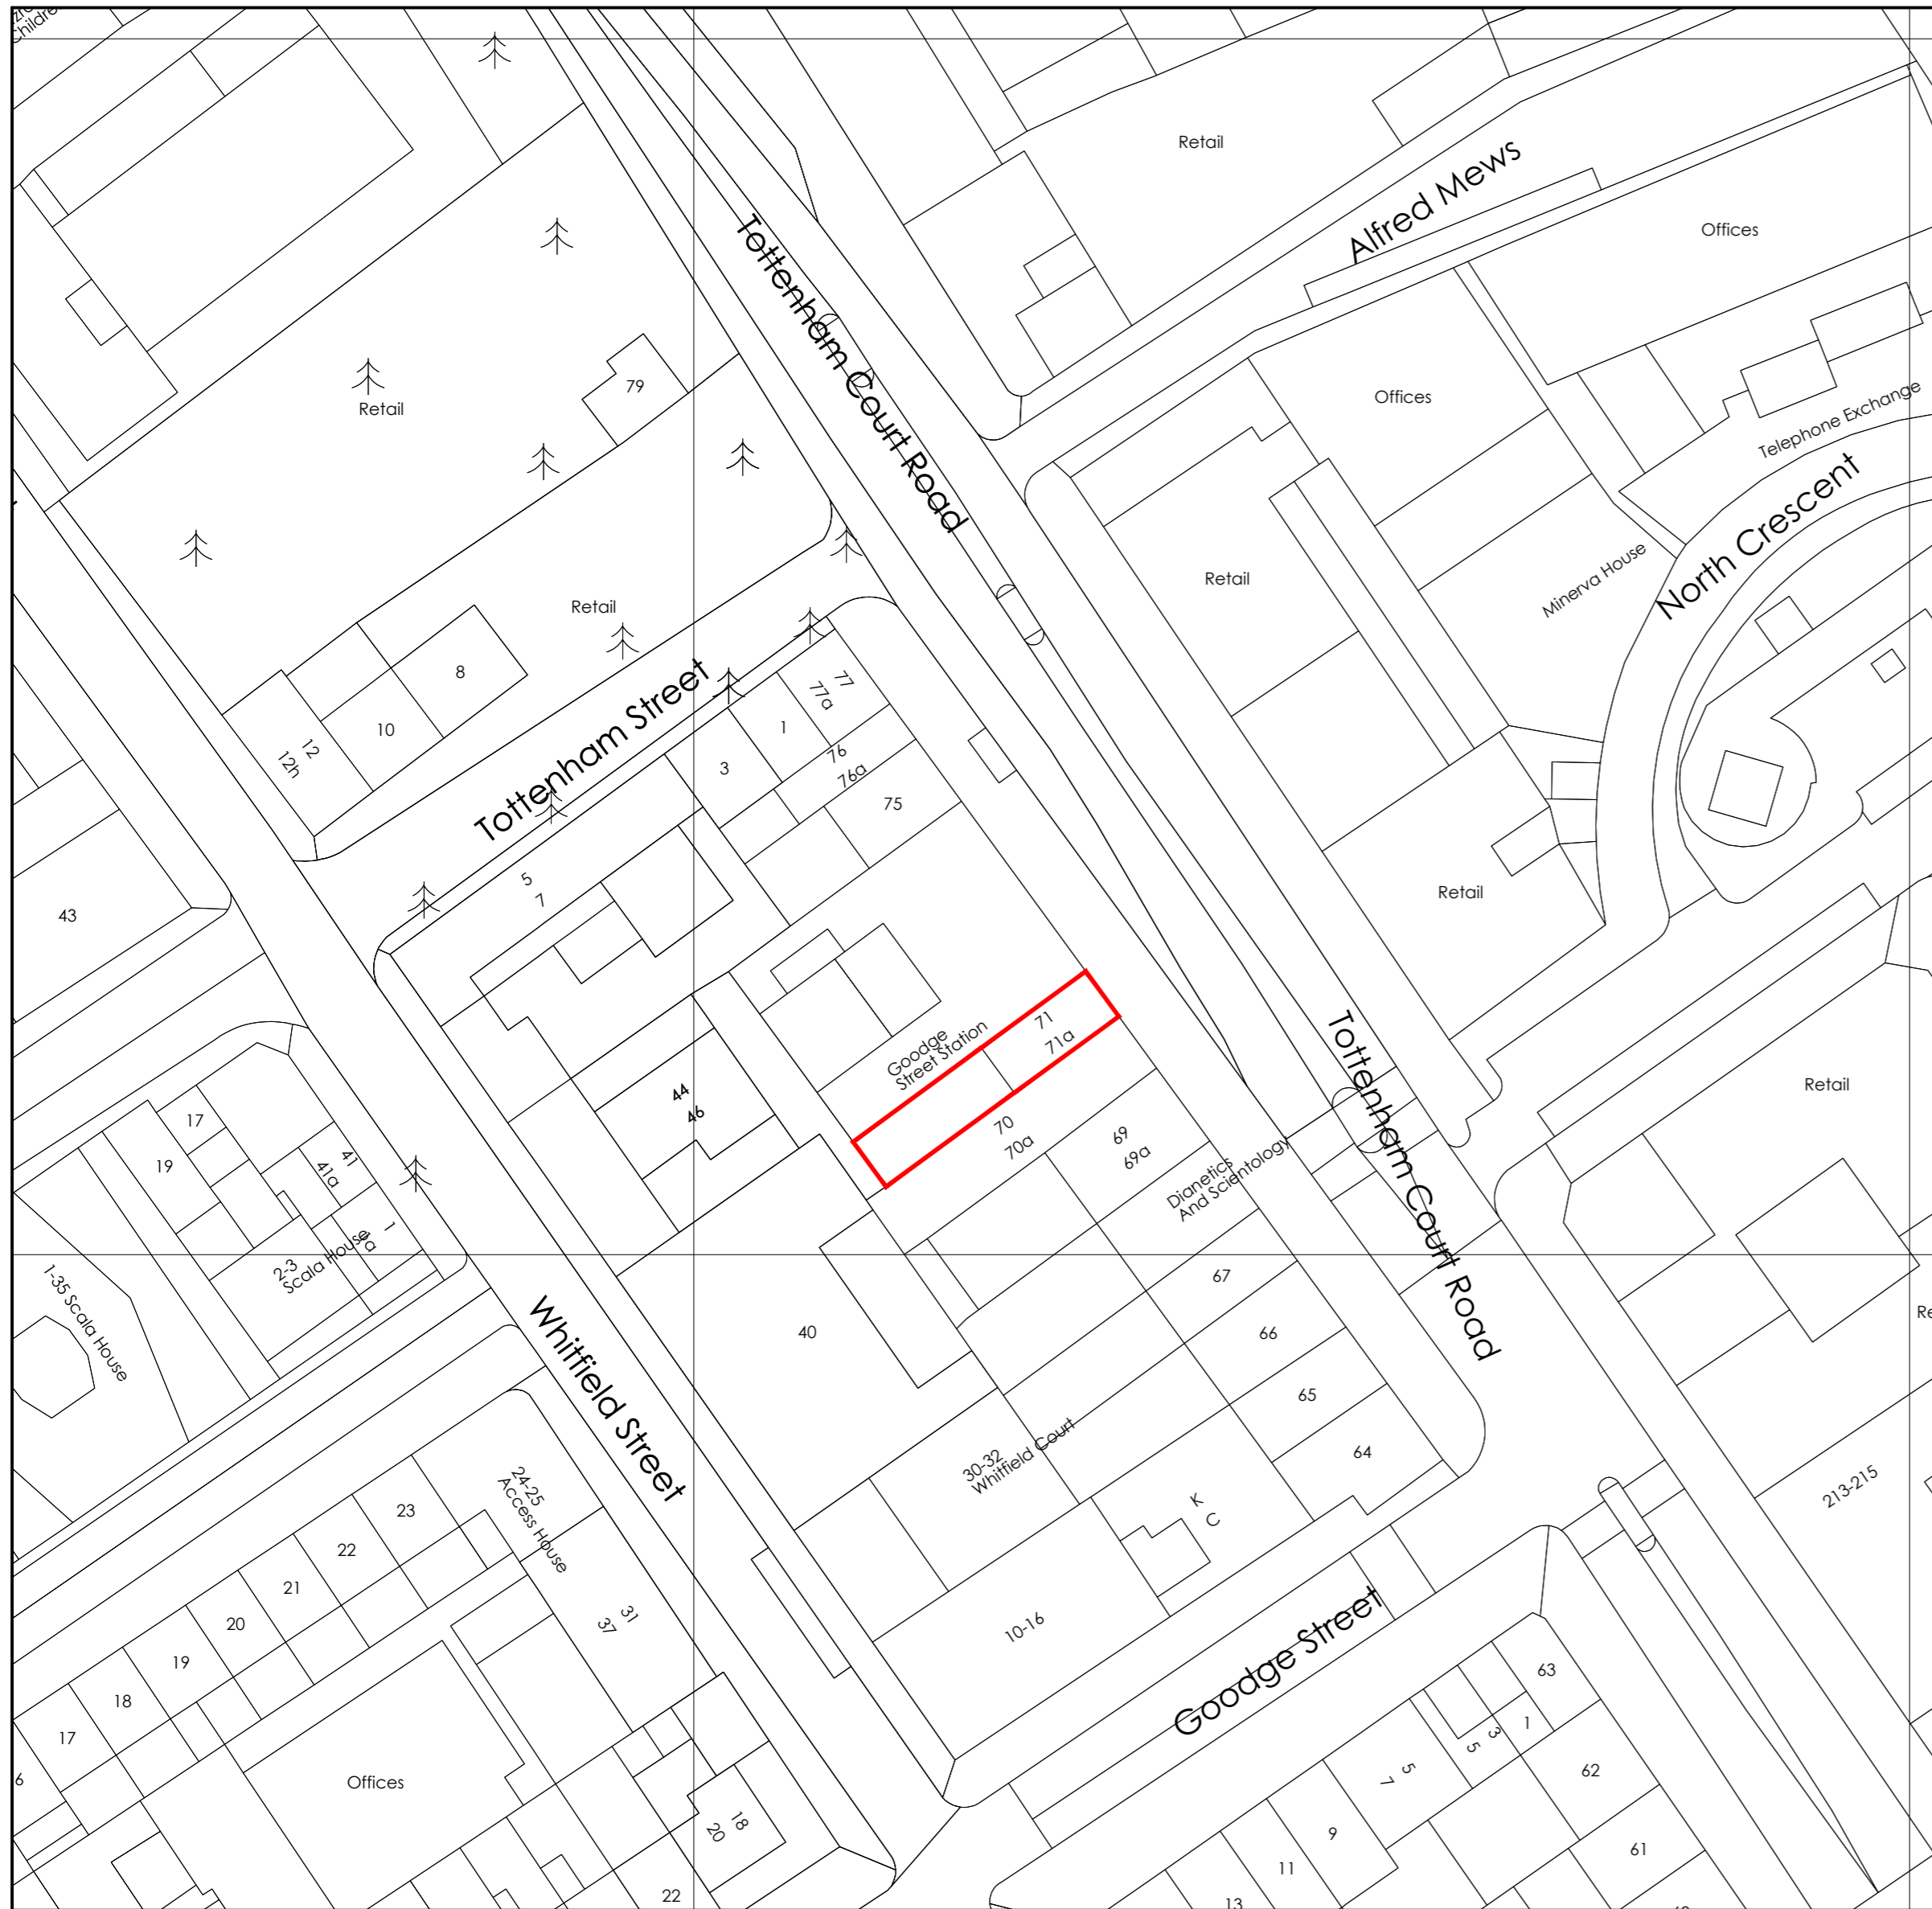 Retail
Alfred Mews
Offices
Tottenham Court Road
79
Retail
Offices
Telephone Exchange
North Crescent
Minerva House
Retail
Retail
8
10
12
12h
Tottenham Street
77
77a
1
76
76a
3
75
5
7
43
Retail
Goodge
Street Station
71
71a
70
70a
69
69a
Dianetics
And Scientology
Tottenham Court Road
Retail
44
46
17
19
41
41a
1
2-3
Scala House
1-35 Scala House
Whitfield Street
40
67
66
65
64
30-32
Whitfield Court
K
C
10-16
213-215
Goodge Street
24-25
Access House
23
22
21
20
19
18
17
6
31
37
Offices
18
20
22
63
1
3
5
5
7
62
61
9
11
13